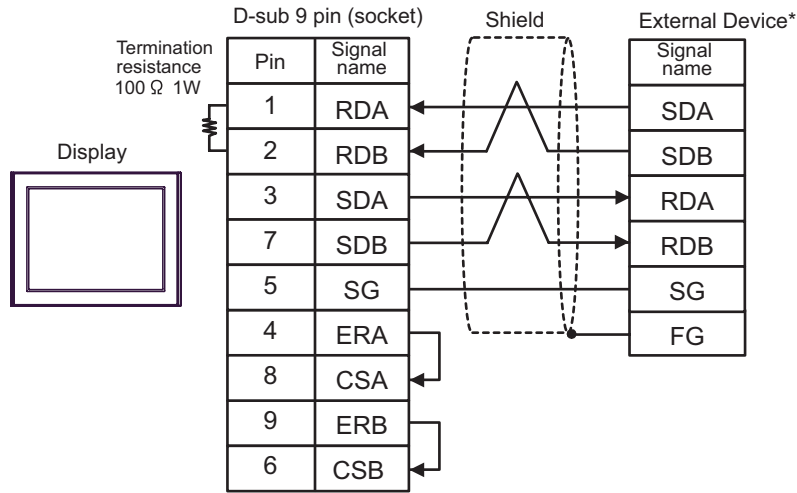 D-sub 9 pin (socket)
Shield
External Device*
Termination
resistance
100 Ω 1W
Display
Pin
Signal
name
1
RDA
2
RDB
3
SDA
7
SDB
5
SG
4
ERA
8
CSA
9
ERB
6
CSB
Signal
name
SDA
SDB
RDA
RDB
SG
FG